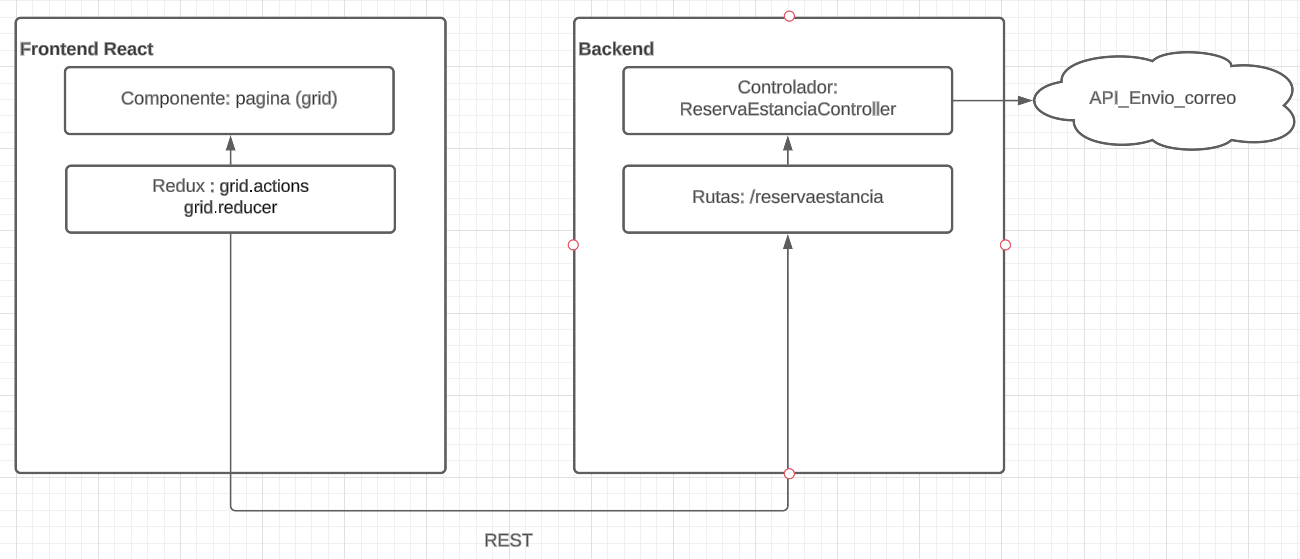 Frontend React
Componente: pagina (grid)
Redux : grid.actions
grid.reducer
Backend
Controlador:
ReservaEstanciaController
Rutas: /reservaestancia
API_Envio_correo
REST